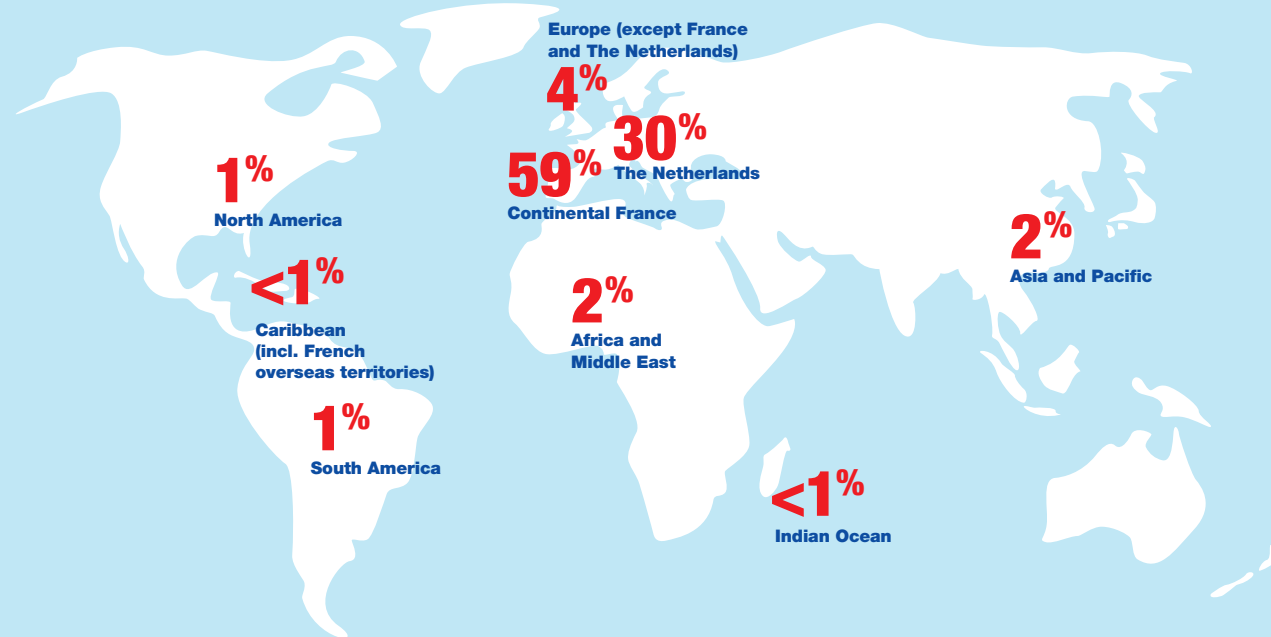 Europe (except France
and The Netherlands)
4%
30%
The Netherlands
59%
Continental France
1%
North America
2%
Asia and Pacific
<1%
Caribbean
(incl. French
overseas territories)
2%
Africa and
Middle East
1%
South America
<1%
Indian Ocean